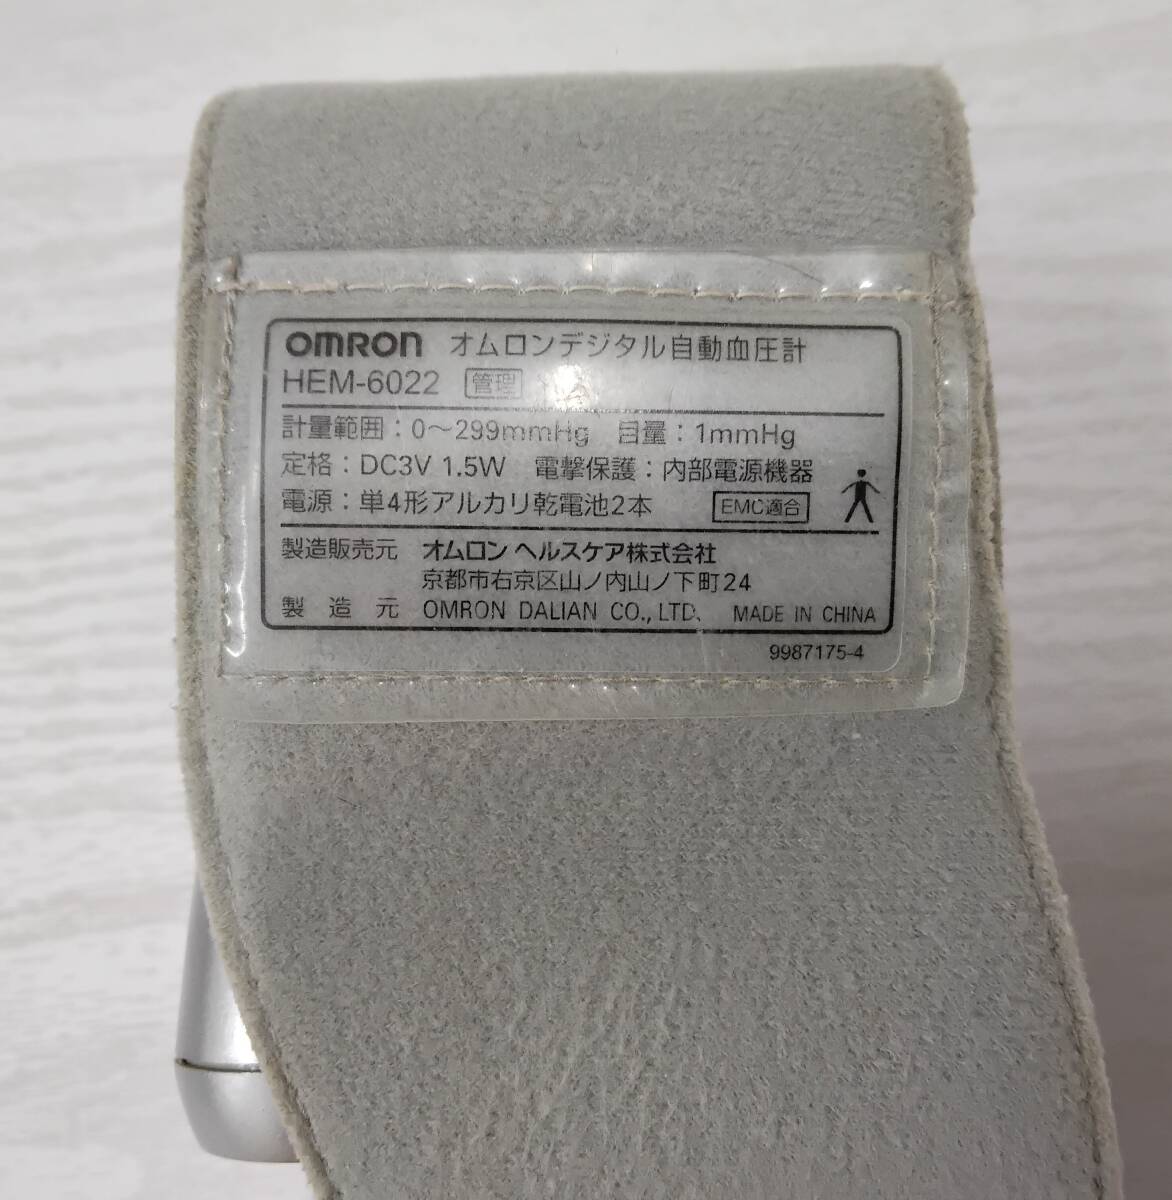 OMRON オムロンデジタル自動血圧計
HEM-6022 管理
計量範囲：0～299mmHg 目量：1mmHg
定格：DC3V 1.5W 電撃保護：内部電源機器
電源：単4形アルカリ乾電池2本 EMC適合
製造販売元 オムロン ヘルスケア株式会社
京都市右京区山ノ内山ノ下町24
製造元 OMRON DALIAN CO., LTD. MADE IN CHINA
9987175-4